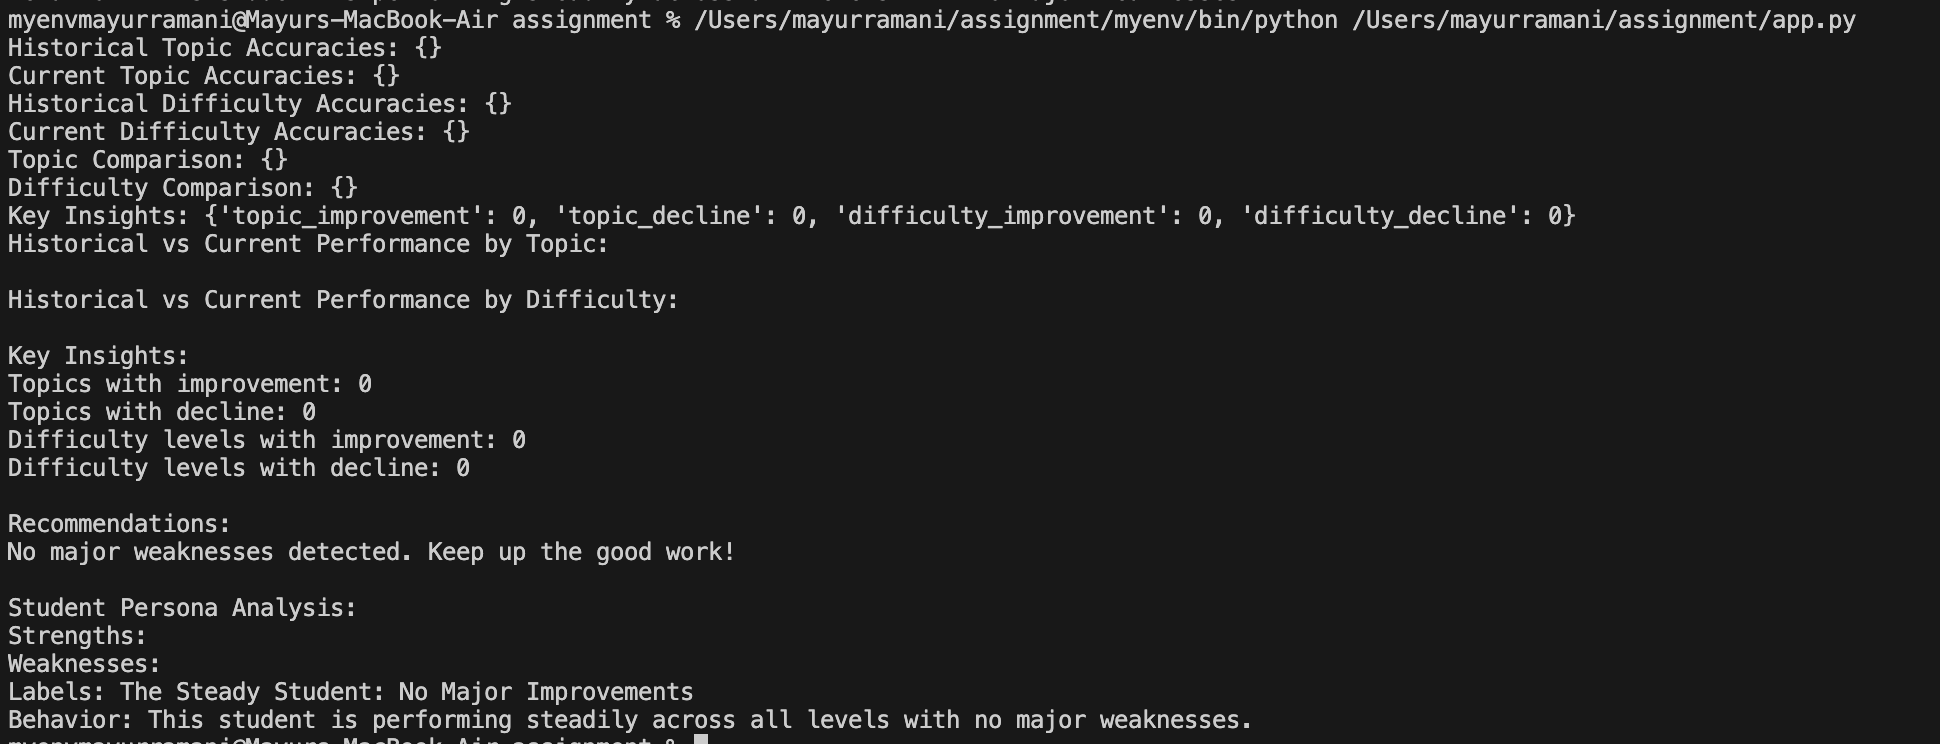 myenvmayurramani@Mayurs-MacBook-Air assignment % /Users/mayurramani/assignment/myenv/bin/python /Users/mayurramani/assignment/app.py
Historical Topic Accuracies: {}
Current Topic Accuracies: {}
Historical Difficulty Accuracies: {}
Current Difficulty Accuracies: {}
Topic Comparison: {}
Difficulty Comparison: {}
Key Insights: {'topic_improvement': 0, 'topic_decline': 0, 'difficulty_improvement': 0, 'difficulty_decline': 0}
Historical vs Current Performance by Topic:
Historical vs Current Performance by Difficulty:
Key Insights:
Topics with improvement: 0
Topics with decline: 0
Difficulty levels with improvement: 0
Difficulty levels with decline: 0
Recommendations:
No major weaknesses detected. Keep up the good work!
Student Persona Analysis:
Strengths:
Weaknesses:
Labels: The Steady Student: No Major Improvements
Behavior: This student is performing steadily across all levels with no major weaknesses.
myenvmayurramani@Mayurs-MacBook-Air assignment %